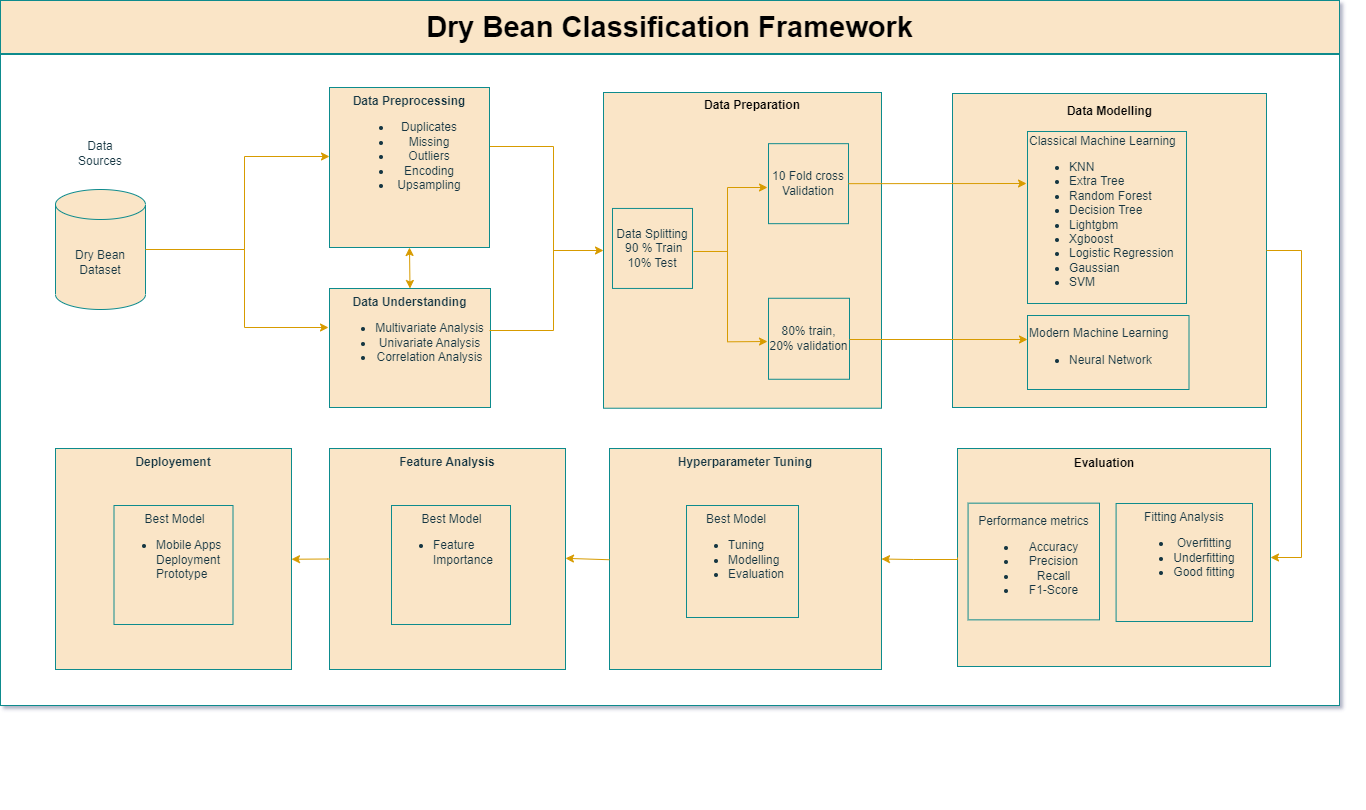 Dry Bean Classification Framework
Data
Sources
Dry Bean
Dataset
Data Preprocessing
Duplicates
Missing
Outliers
Encoding
Upsampling
Data Understanding
Multivariate Analysis
Univariate Analysis
Correlation Analysis
Data Preparation
Data Splitting
90 % Train
10% Test
10 Fold cross
Validation
80% train,
20% validation
Data Modelling
Classical Machine Learning
KNN
Extra Tree
Random Forest
Decision Tree
Lightgbm
Xgboost
Logistic Regression
Gaussian
SVM
Modern Machine Learning
Neural Network
Evaluation
Performance metrics
Accuracy
Precision
Recall
F1-Score
Fitting Analysis
Overfitting
Underfitting
Good fitting
Hyperparameter Tuning
Best Model
Tuning
Modelling
Evaluation
Feature Analysis
Best Model
Feature
Importance
Deployement
Best Model
Mobile Apps
Deployment
Prototype